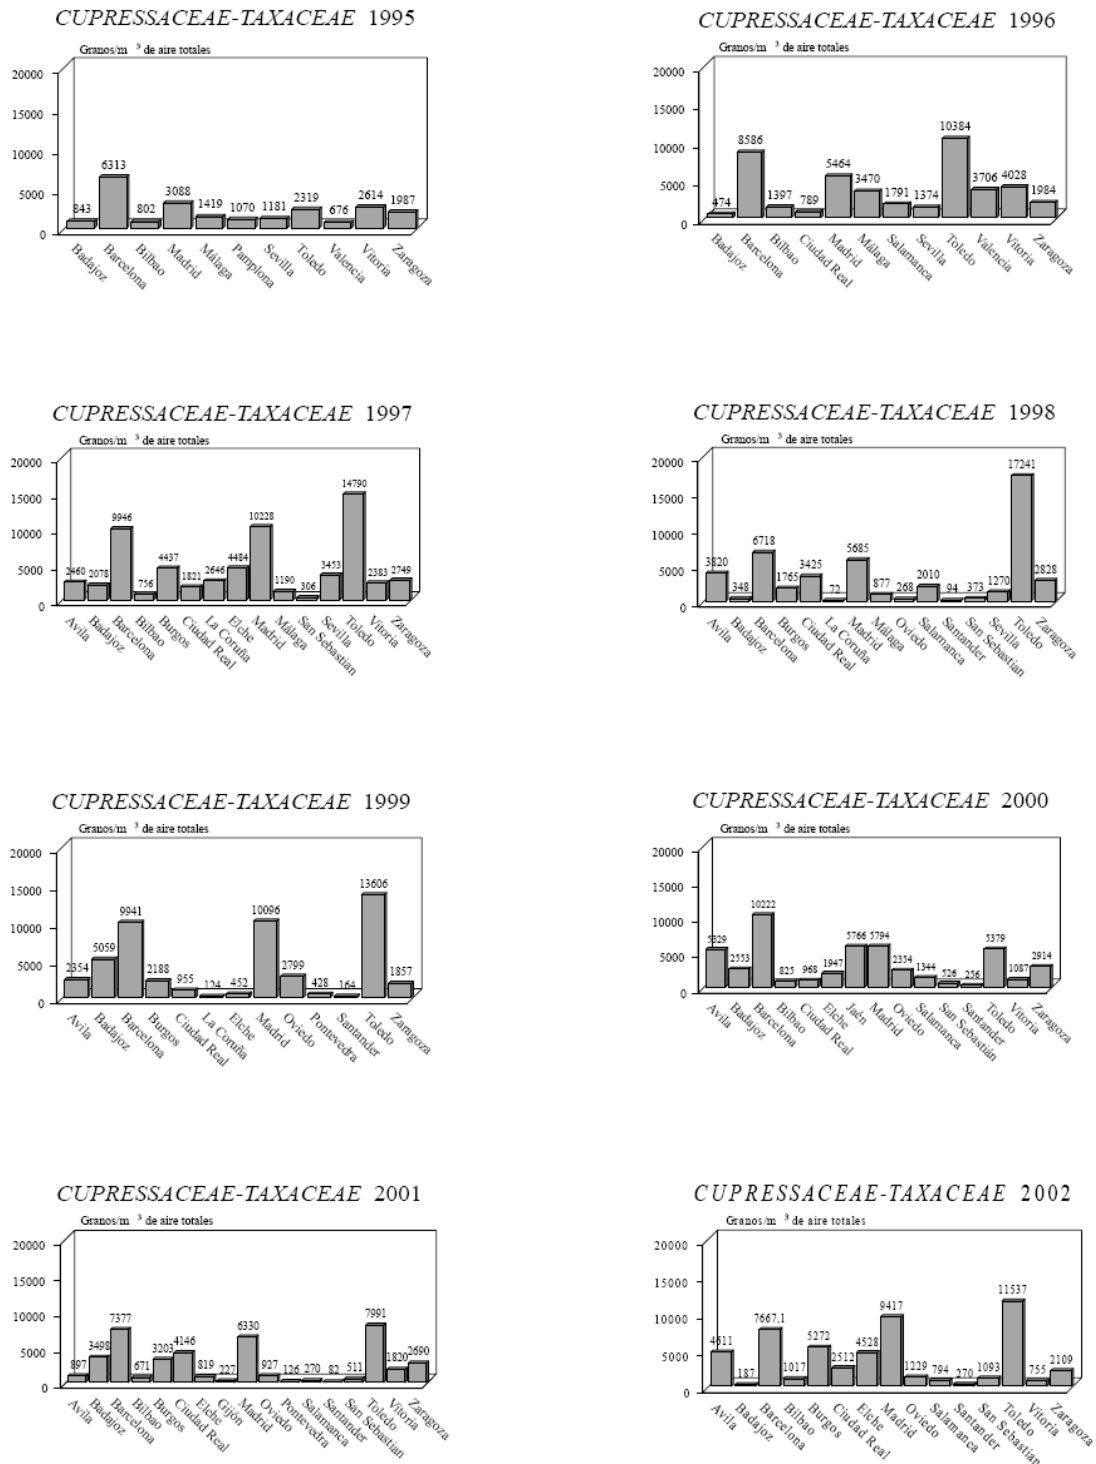 CUPRESSACEAE-TAXACEAE 1995
Granos/m 3 de aire totales
20000
15000
10000
5000
0
843 6313 802 3088 1419 1070 1181 2319 676 2614 1987
Badajoz Barcelona Bilbao Madrid Málaga Pamplona Sevilla Toledo Valencia Vitoria Zaragoza
CUPRESSACEAE-TAXACEAE 1996
Granos/m 3 de aire totales
20000
15000
10000
5000
0
474 8586 1397 789 5464 3470 1791 1374 10384 3706 4028 1984
Badajoz Barcelona Bilbao Ciudad Real Madrid Málaga Salamanca Sevilla Toledo Valencia Vitoria Zaragoza
CUPRESSACEAE-TAXACEAE 1997
Granos/m 3 de aire totales
20000
15000
10000
5000
0
2460 2078 9946 756 4437 1821 2646 4484 10228 1190 306 3453 14790 2383 2749
Avila Badajoz Barcelona Bilbao Burgos Ciudad Real La Coruña Elche Madrid Málaga San Sebastian Sevilla Toledo Vitoria Zaragoza
CUPRESSACEAE-TAXACEAE 1998
Granos/m 3 de aire totales
20000
15000
10000
5000
0
3820 348 6718 1765 3425 72 5685 877 268 2010 94 373 1270 17241 2828
Avila Badajoz Barcelona Burgos Ciudad Real La Coruña Madrid Málaga Oviedo Salamanca Santander San Sebastian Sevilla Toledo Zaragoza
CUPRESSACEAE-TAXACEAE 1999
Granos/m 3 de aire totales
20000
15000
10000
5000
0
2354 5059 9941 2188 955 124 452 10096 2799 428 164 13606 1857
Avila Badajoz Barcelona Burgos Ciudad Real La Coruña Elche Madrid Oviedo Pontevedra Santander Toledo Zaragoza
CUPRESSACEAE-TAXACEAE 2000
Granos/m 3 de aire totales
20000
15000
10000
5000
0
5329 2553 10222 825 968 1947 5766 5794 2354 1344 526 256 5379 1087 2914
Avila Badajoz Barcelona Bilbao Ciudad Real Elche Jaén Madrid Oviedo Salamanca San Sebastián Santander Toledo Vitoria Zaragoza
CUPRESSACEAE-TAXACEAE 2001
Granos/m 3 de aire totales
20000
15000
10000
5000
0
897 3498 7377 671 3203 4146 819 227 6330 927 126 270 82 511 7991 1820 2690
Avila Badajoz Barcelona Bilbao Burgos Ciudad Real Elche Gijón Madrid Oviedo Pontevedra Salamanca Santander San Sebastian Toledo Vitoria Zaragoza
CUPRESSACEAE-TAXACEAE 2002
Granos/m 3 de aire totales
20000
15000
10000
5000
0
4611 187 7667,1 1017 5272 2512 4528 9417 1229 794 270 1093 11537 755 2109
Avila Badajoz Barcelona Bilbao Burgos Ciudad Real Elche Madrid Oviedo Salamanca Santander San Sebastian Toledo Vitoria Zaragoza